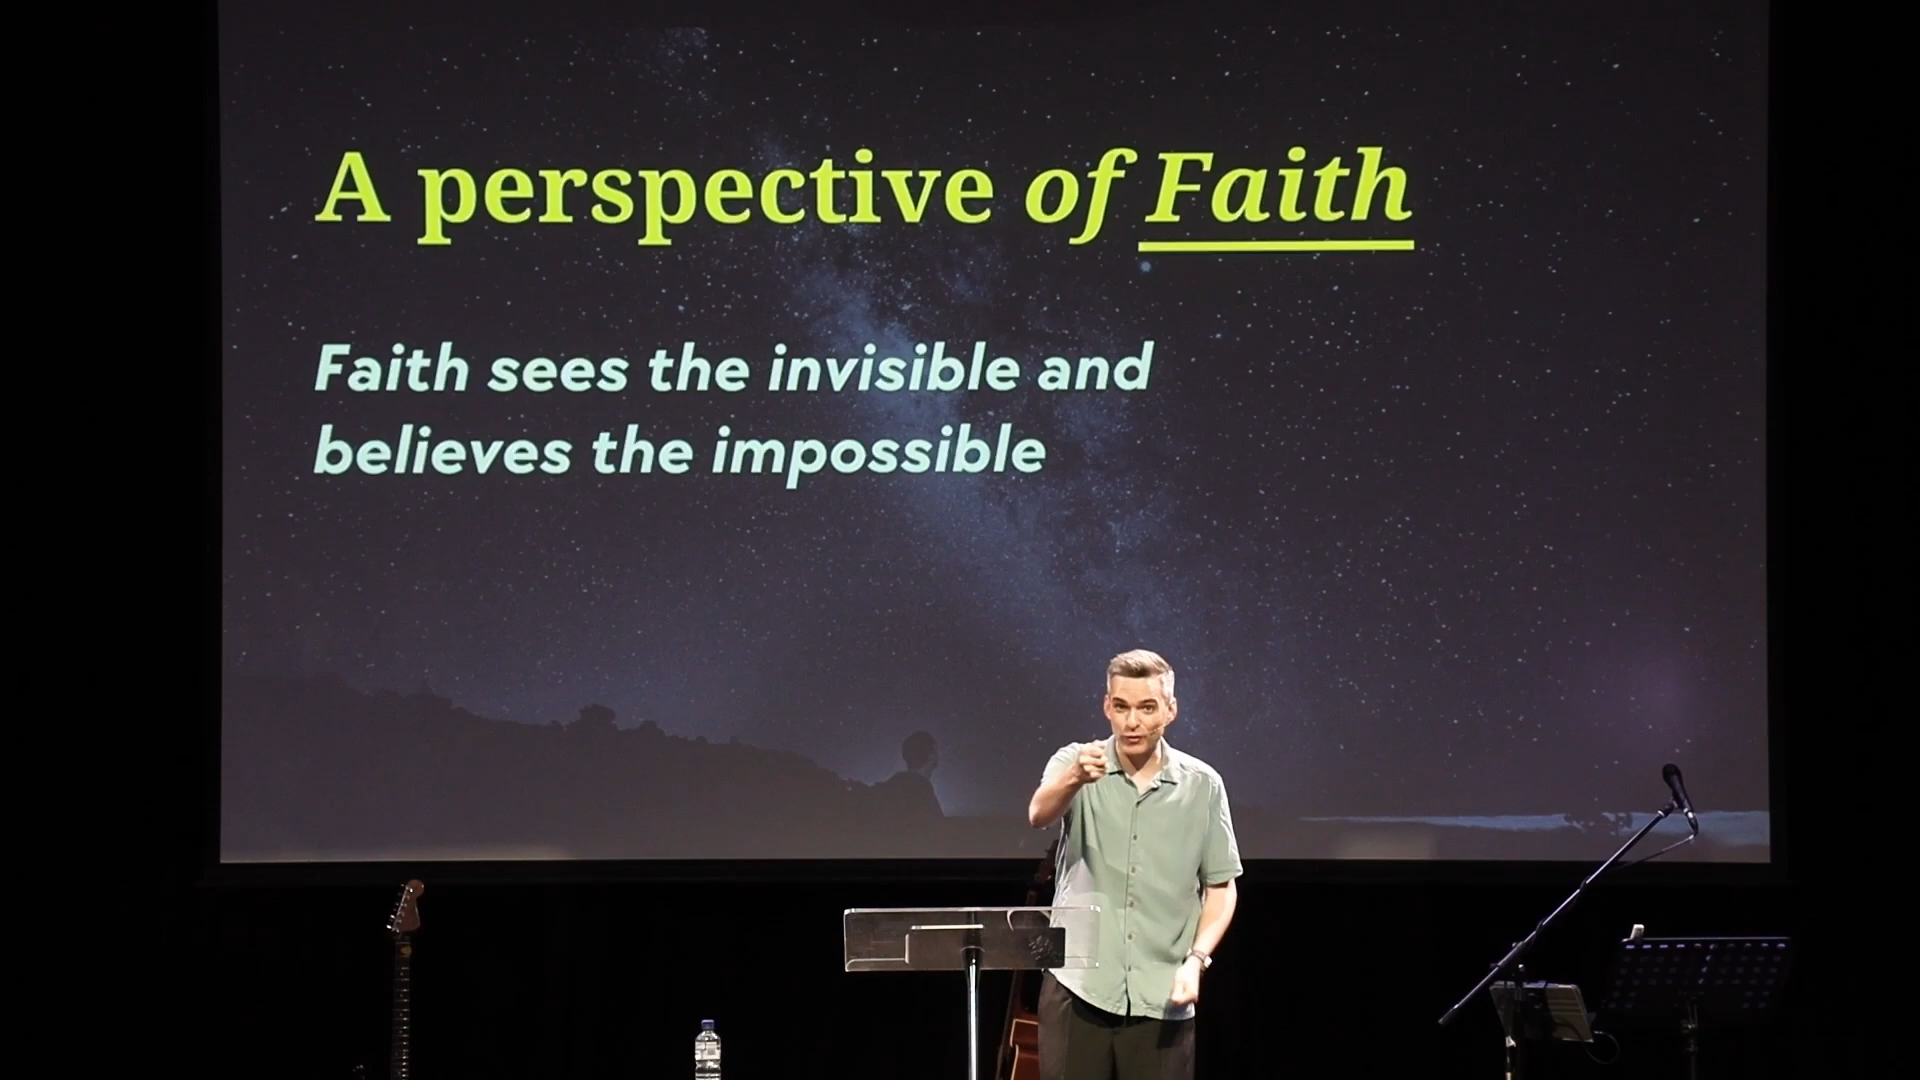 A perspective of Faith
Faith sees the invisible and
believes the impossible